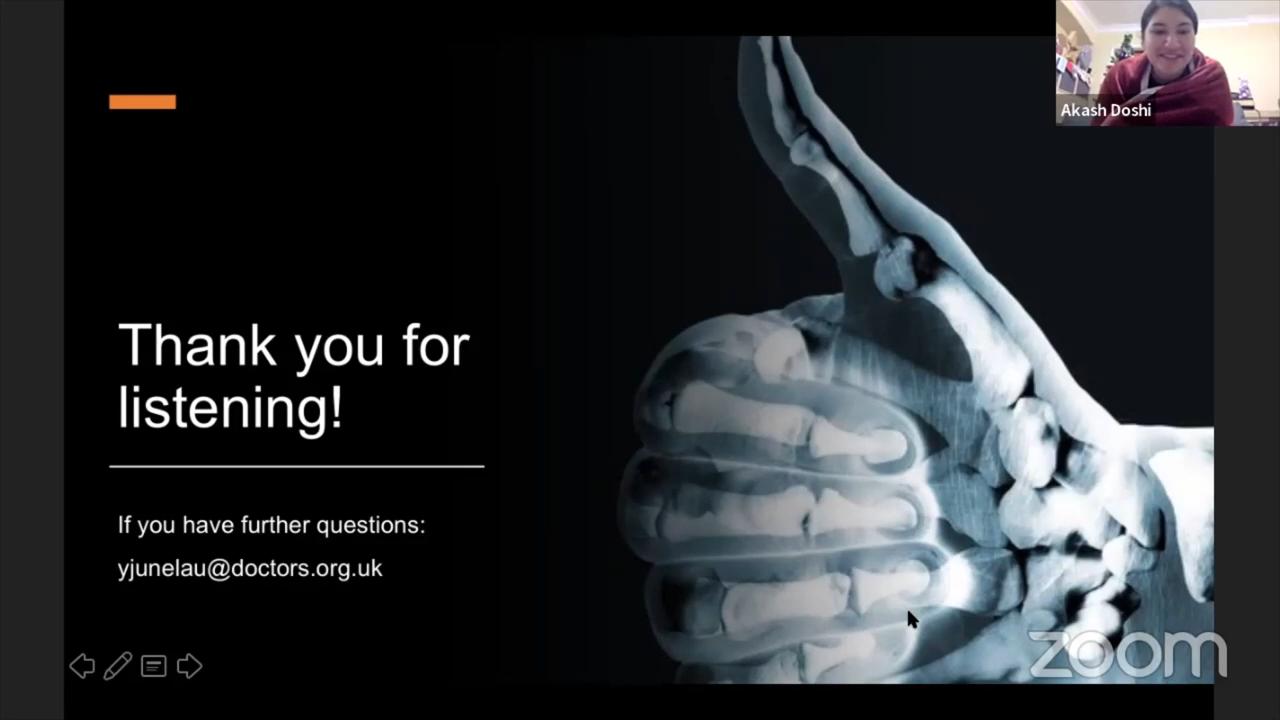 Akash Doshi
Thank you for
listening!
If you have further questions:
yjunelau@doctors.org.uk
zoom